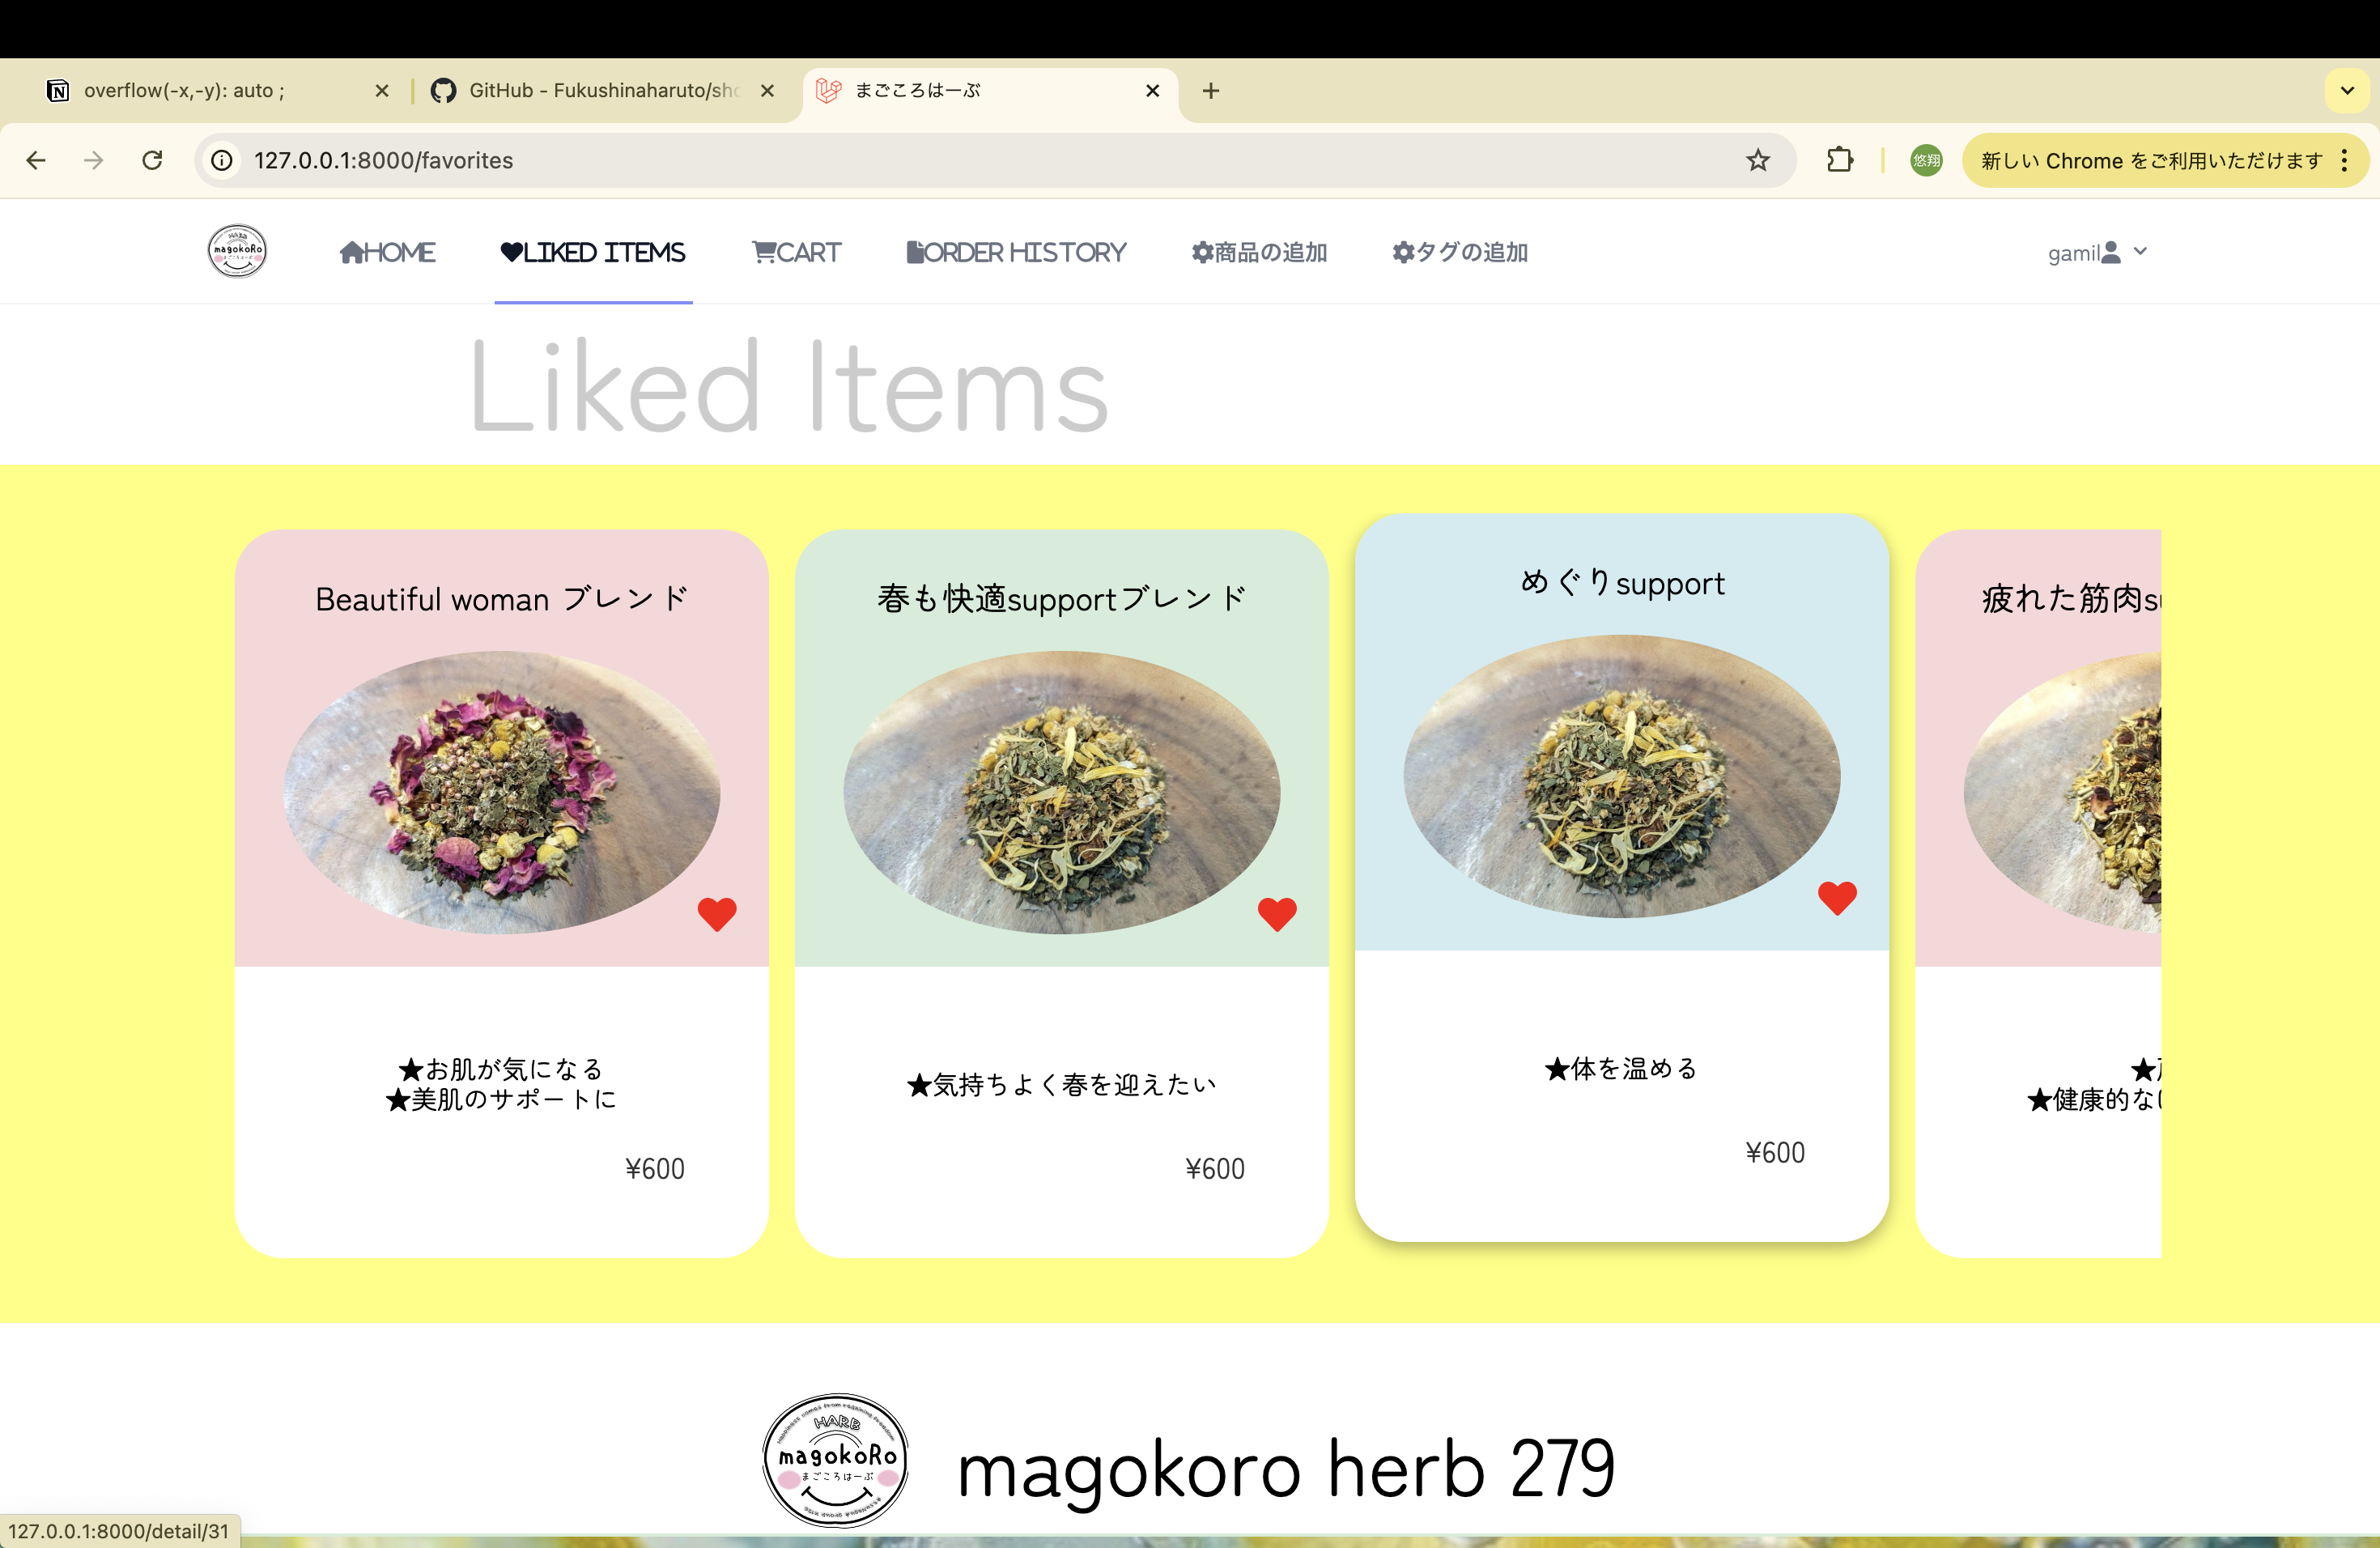 overflow(-x,-y): auto ;
GitHub - Fukushinaharuto/sho
まごころはーぶ
127.0.0.1:8000/favorites
悠翔
新しい Chrome をご利用いただけます
HARB
magokoRo
まごころはーぶ
HOME
LIKED ITEMS
CART
ORDER HISTORY
商品の追加
タグの追加
gamil
Liked Items
Beautiful woman ブレンド
★お肌が気になる
★美肌のサポートに
¥600
春も快適supportブレンド
★気持ちよく春を迎えたい
¥600
めぐりsupport
★体を温める
¥600
疲れた筋肉su
★
★健康的な
HARB
magokoRo
まごころはーぶ
magokoro herb 279
127.0.0.1:8000/detail/31